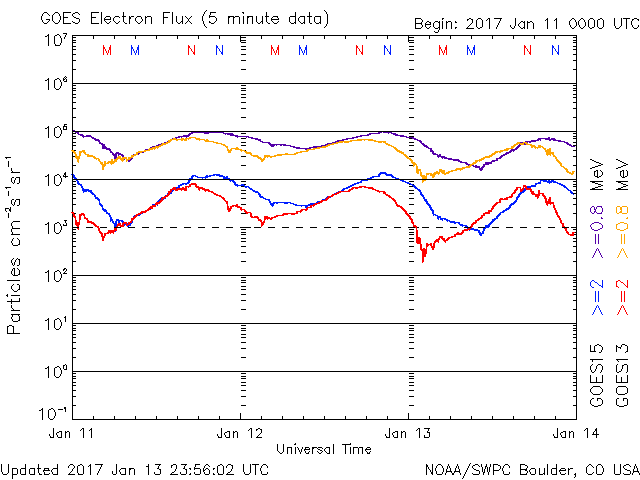 GOES Electron Flux (5 minute data)
Begin: 2017 Jan 11 0000 UTC
10⁷
M M N N M M N N M M N N
10⁶
10⁵
10⁴
10³
10²
10¹
10⁰
10⁻¹
Particles cm⁻²s⁻¹sr⁻¹
Jan 11 Jan 12 Jan 13 Jan 14
Universal Time
GOES15 >=2 >=0.8 MeV
GOES13 >=2 >=0.8 MeV
Updated 2017 Jan 13 23:56:02 UTC
NOAA/SWPC Boulder, CO USA